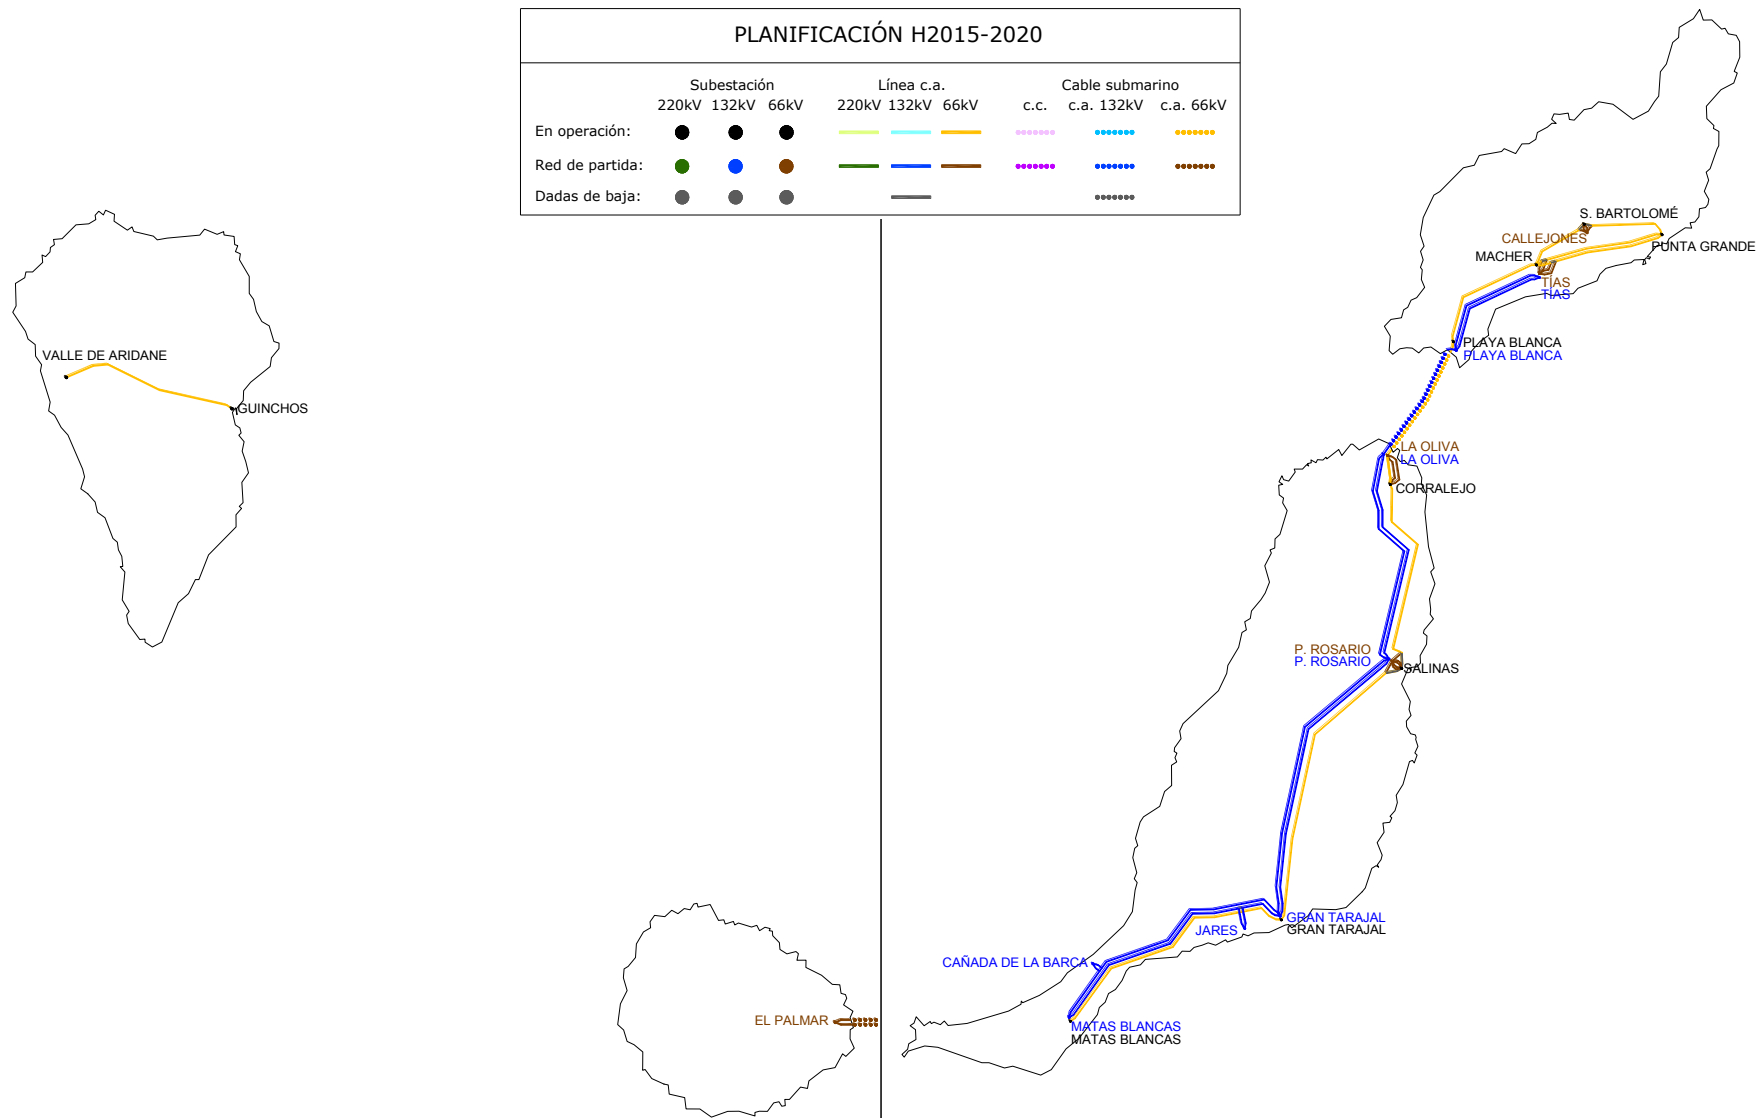 PLANIFICACIÓN H2015-2020
Subestación Línea c.a. Cable submarino
220kV 132kV 66kV 220kV 132kV 66kV c.c. c.a. 132kV c.a. 66kV
En operación:
Red de partida:
Dadas de baja:
S. BARTOLOMÉ
CALLEJONES
PUNTA GRANDE
MACHER
TÍAS
TÍAS
PLAYA BLANCA
PLAYA BLANCA
VALLE DE ARIDANE
GUINCHOS
LA OLIVA
LA OLIVA
CORRALEJO
P. ROSARIO
P. ROSARIO
SALINAS
GRAN TARAJAL
GRAN TARAJAL
JARES
CAÑADA DE LA BARCA
EL PALMAR
MATAS BLANCAS
MATAS BLANCAS